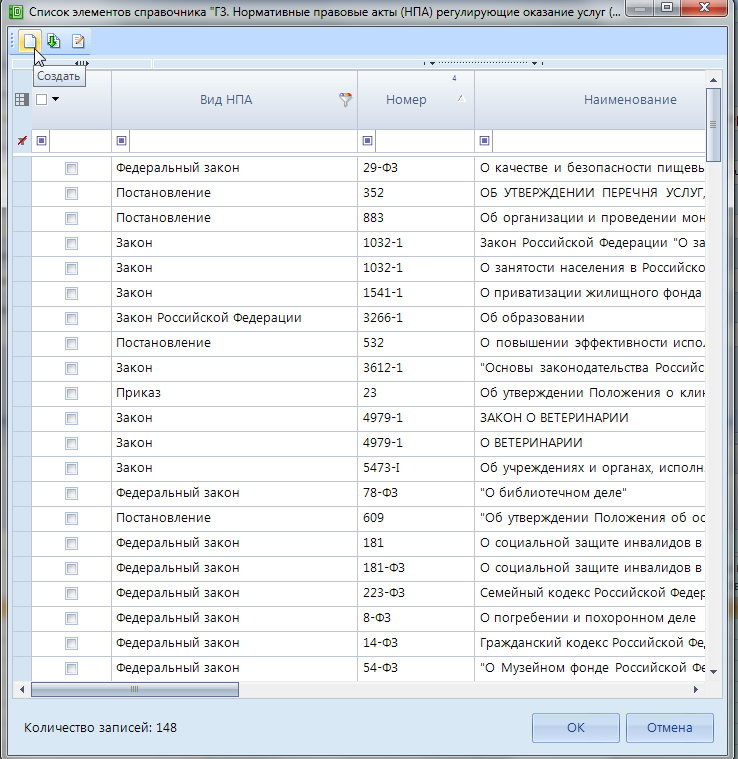 Список элементов справочника "ГЗ. Нормативные правовые акты (НПА) регулирующие оказание услуг (...
Создать
4
Вид НПА Номер Наименование
Федеральный закон 29-ФЗ О качестве и безопасности пищевь
Постановление 352 ОБ УТВЕРЖДЕНИИ ПЕРЕЧНЯ УСЛУГ,
Постановление 883 Об организации и проведении мон
Закон 1032-1 Закон Российской Федерации "О за
Закон 1032-1 О занятости населения в Российско
Закон 1541-1 О приватизации жилищного фонда
Закон Российской Федерации 3266-1 Об образовании
Постановление 532 О повышении эффективности испол
Закон 3612-1 "Основы законодательства Российс
Приказ 23 Об утверждении Положения о клин
Закон 4979-1 ЗАКОН О ВЕТЕРИНАРИИ
Закон 4979-1 О ВЕТЕРИНАРИИ
Закон 5473-I Об учреждениях и органах, исполн
Федеральный закон 78-ФЗ "О библиотечном деле"
Постановление 609 "Об утверждении Положения об ос
Федеральный закон 181 О социальной защите инвалидов в
Федеральный закон 181-ФЗ О социальной защите инвалидов в
Федеральный закон 223-ФЗ Семейный кодекс Российской Федер
Федеральный закон 8-ФЗ О погребении и похоронном деле
Федеральный закон 14-ФЗ Гражданский кодекс Российской Фед
Федеральный закон 54-ФЗ "О Музейном фонде Российской Фе
Количество записей: 148 ОК Отмена